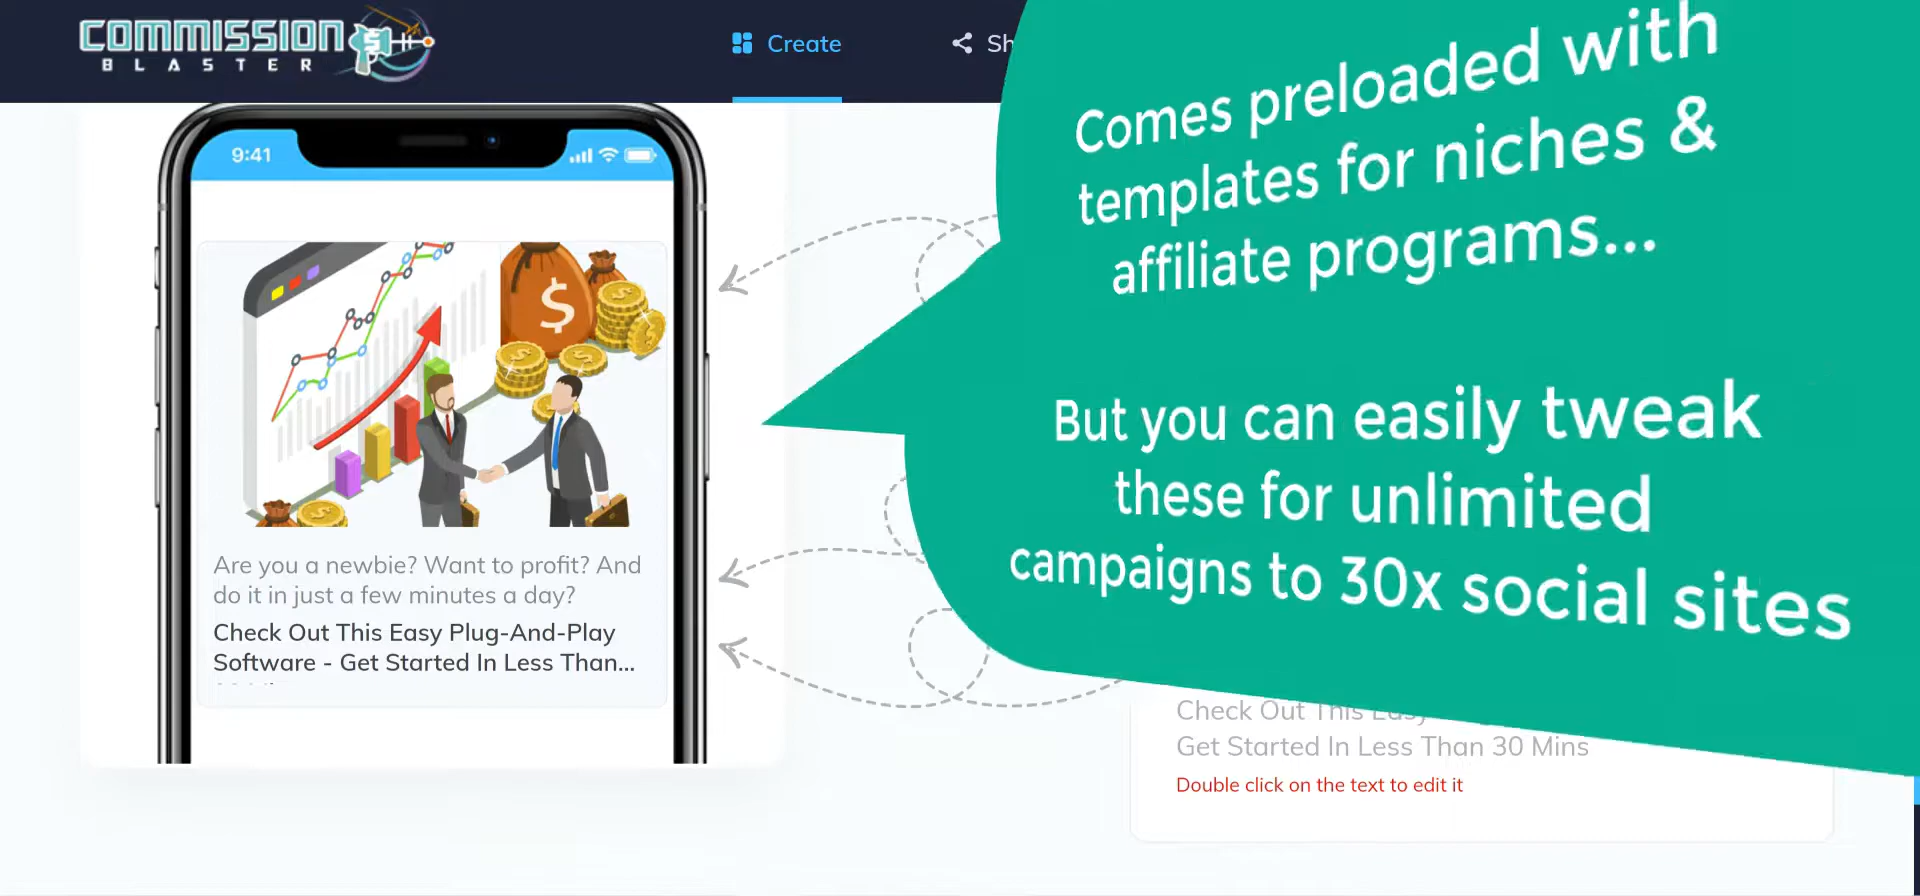 COMMISSION
BLASTER
Create
Sh
Comes preloaded with
templates for niches &
affiliate programs...
But you can easily tweak
these for unlimited
campaigns to 30x social sites
9:41
$
Are you a newbie? Want to profit? And
do it in just a few minutes a day?
Check Out This Easy Plug-And-Play
Software - Get Started In Less Than...
Check Out This Easy
Get Started In Less Than 30 Mins
Double click on the text to edit it